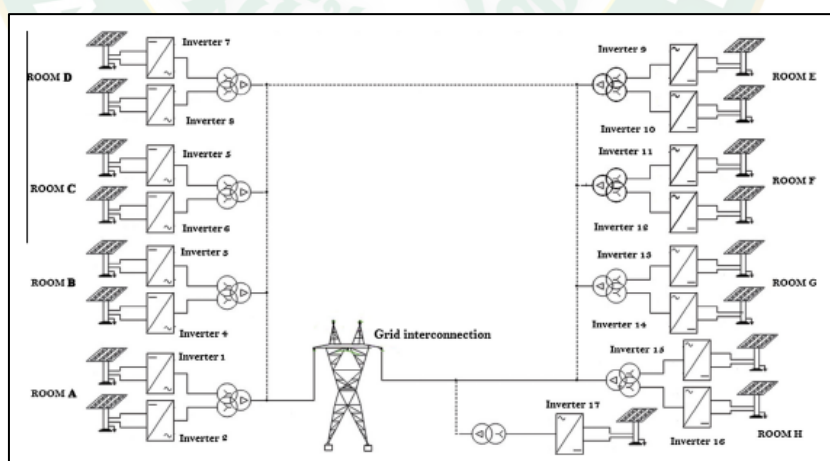 Inverter 7
ROOM D
Inverter 8
Inverter 5
ROOM C
Inverter 6
Inverter 3
ROOM B
Inverter 4
Inverter 1
ROOM A
Inverter 2
Grid interconnection
Inverter 9
ROOM E
Inverter 10
Inverter 11
ROOM F
Inverter 12
Inverter 13
ROOM G
Inverter 14
Inverter 15
Inverter 17
ROOM H
Inverter 16